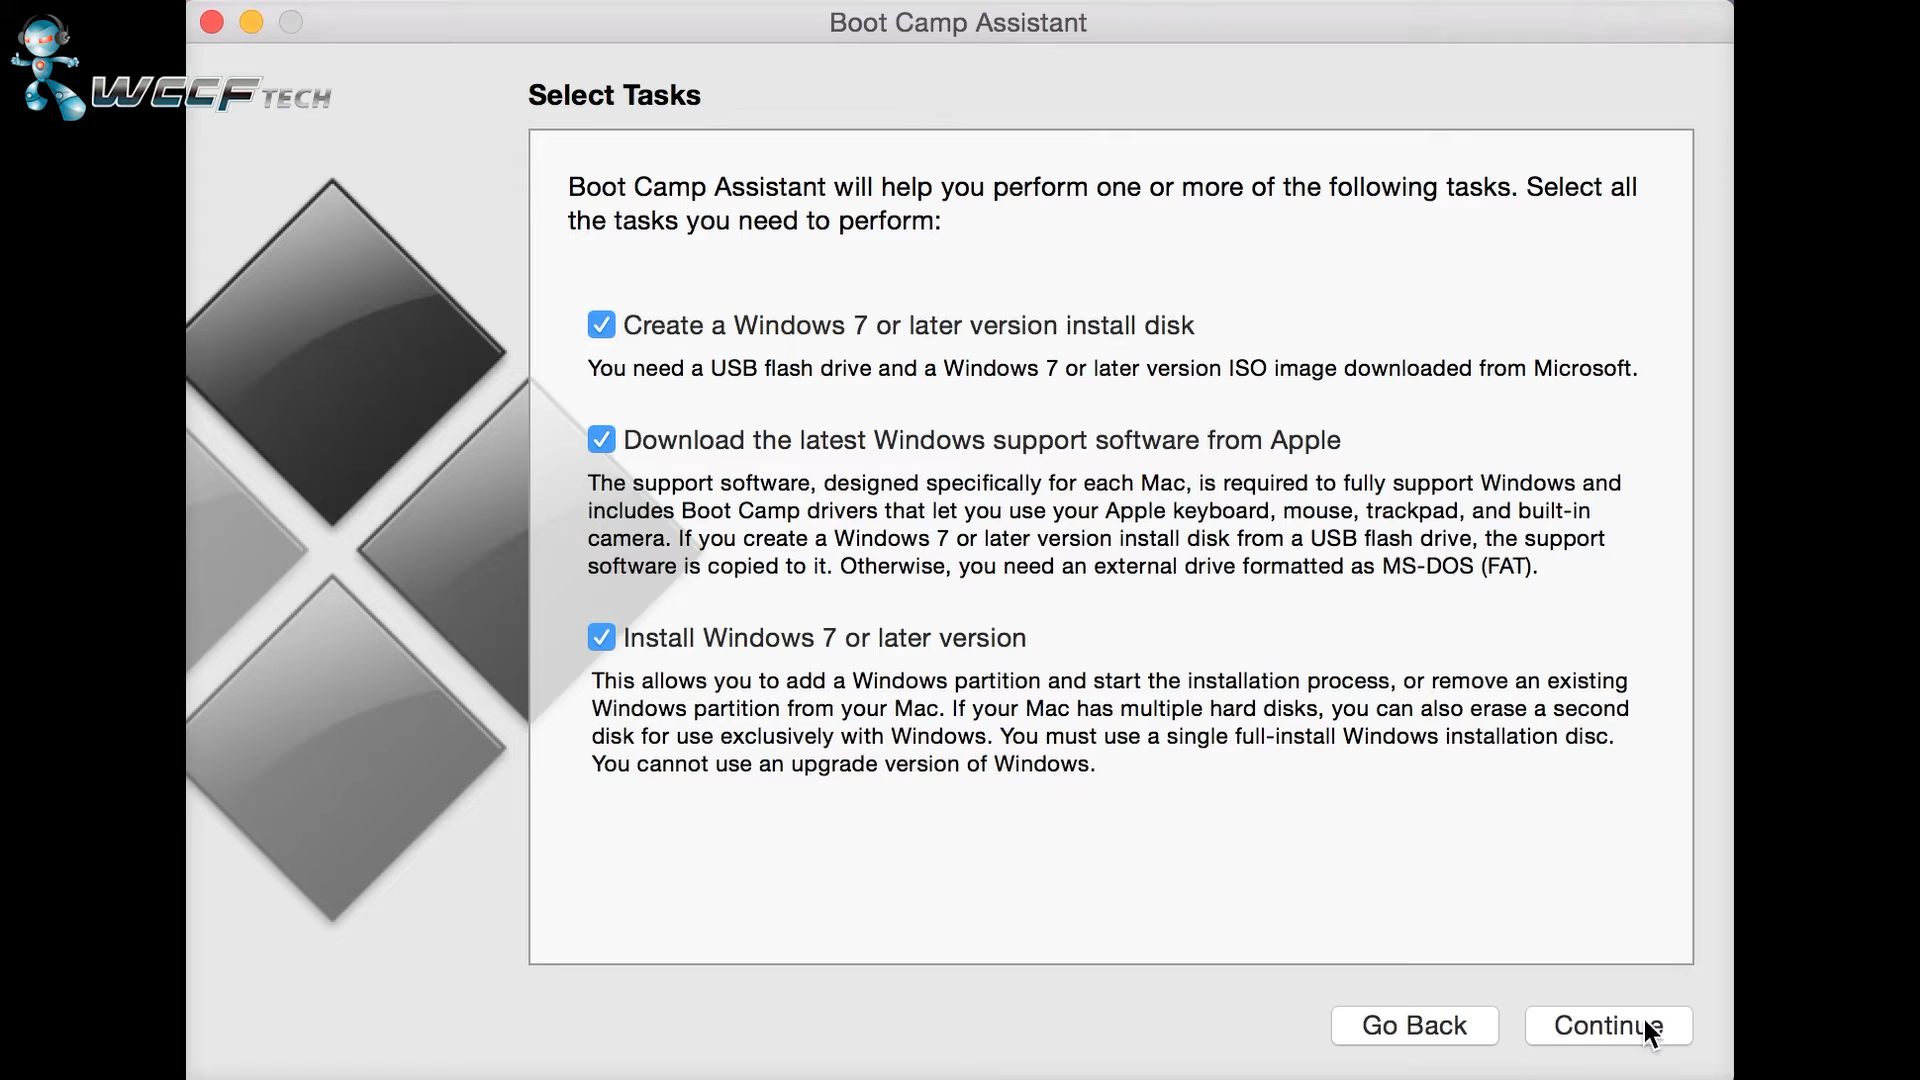 Boot Camp Assistant
WCCF TECH
Select Tasks
Boot Camp Assistant will help you perform one or more of the following tasks. Select all
the tasks you need to perform:
Create a Windows 7 or later version install disk
You need a USB flash drive and a Windows 7 or later version ISO image downloaded from Microsoft.
Download the latest Windows support software from Apple
The support software, designed specifically for each Mac, is required to fully support Windows and
includes Boot Camp drivers that let you use your Apple keyboard, mouse, trackpad, and built-in
camera. If you create a Windows 7 or later version install disk from a USB flash drive, the support
software is copied to it. Otherwise, you need an external drive formatted as MS-DOS (FAT).
Install Windows 7 or later version
This allows you to add a Windows partition and start the installation process, or remove an existing
Windows partition from your Mac. If your Mac has multiple hard disks, you can also erase a second
disk for use exclusively with Windows. You must use a single full-install Windows installation disc.
You cannot use an upgrade version of Windows.
Go Back
Continue